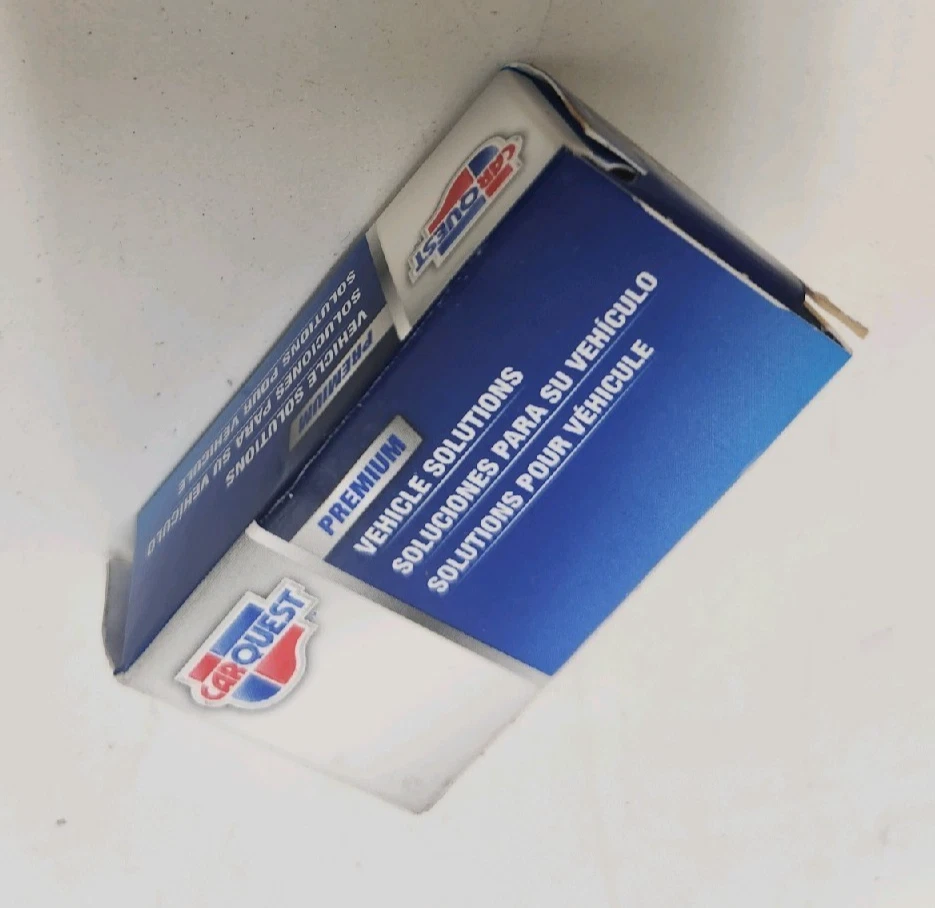 CARQUEST
PREMIUM
VEHICLE SOLUTIONS
SOLUCIONES PARA SU VEHÍCULO
SOLUTIONS POUR VÉHICULE
CARQUEST
PREMIUM
VEHICLE SOLUTIONS
SOLUCIONES PARA SU VEHÍCULO
SOLUTIONS POUR VÉHICULE